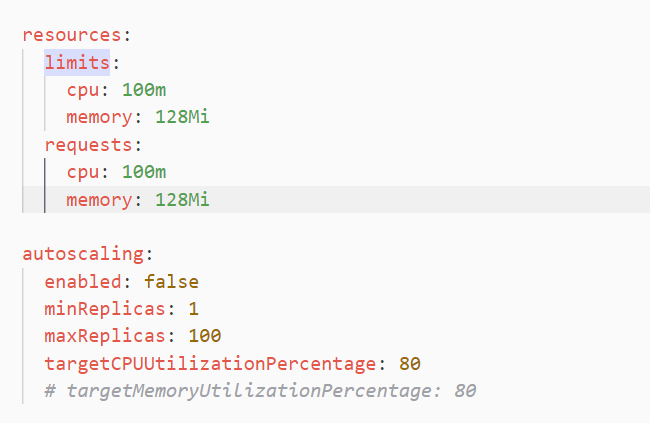 resources:
  limits:
    cpu: 100m
    memory: 128Mi
  requests:
    cpu: 100m
    memory: 128Mi
autoscaling:
  enabled: false
  minReplicas: 1
  maxReplicas: 100
  targetCPUUtilizationPercentage: 80
  # targetMemoryUtilizationPercentage: 80